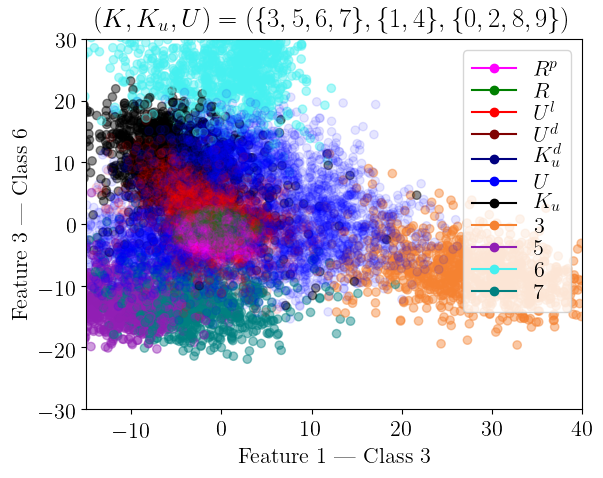 (K, K_u, U) = ({3, 5, 6, 7}, {1, 4}, {0, 2, 8, 9})
Feature 3 — Class 6
30
20
10
0
−10
−20
−30
−10 0 10 20 30 40
Feature 1 — Class 3
R^p
R
U^l
U^d
K_u^d
U
K_u
3
5
6
7